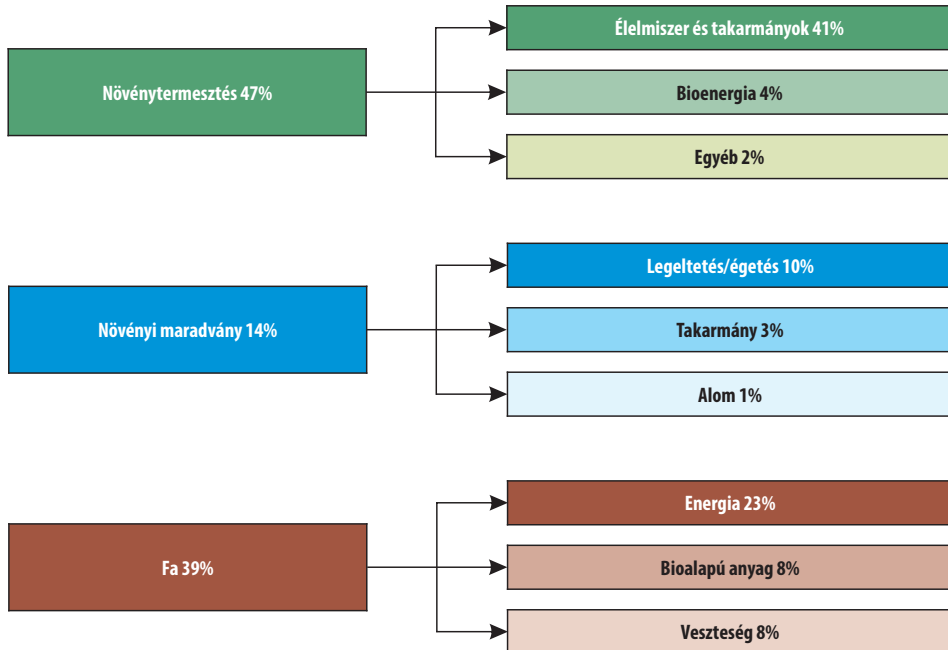 Növénytermesztés 47%
Élelmiszer és takarmányok 41%
Bioenergia 4%
Egyéb 2%
Növényi maradvány 14%
Legeltetés/égetés 10%
Takarmány 3%
Alom 1%
Fa 39%
Energia 23%
Bioalapú anyag 8%
Veszteség 8%